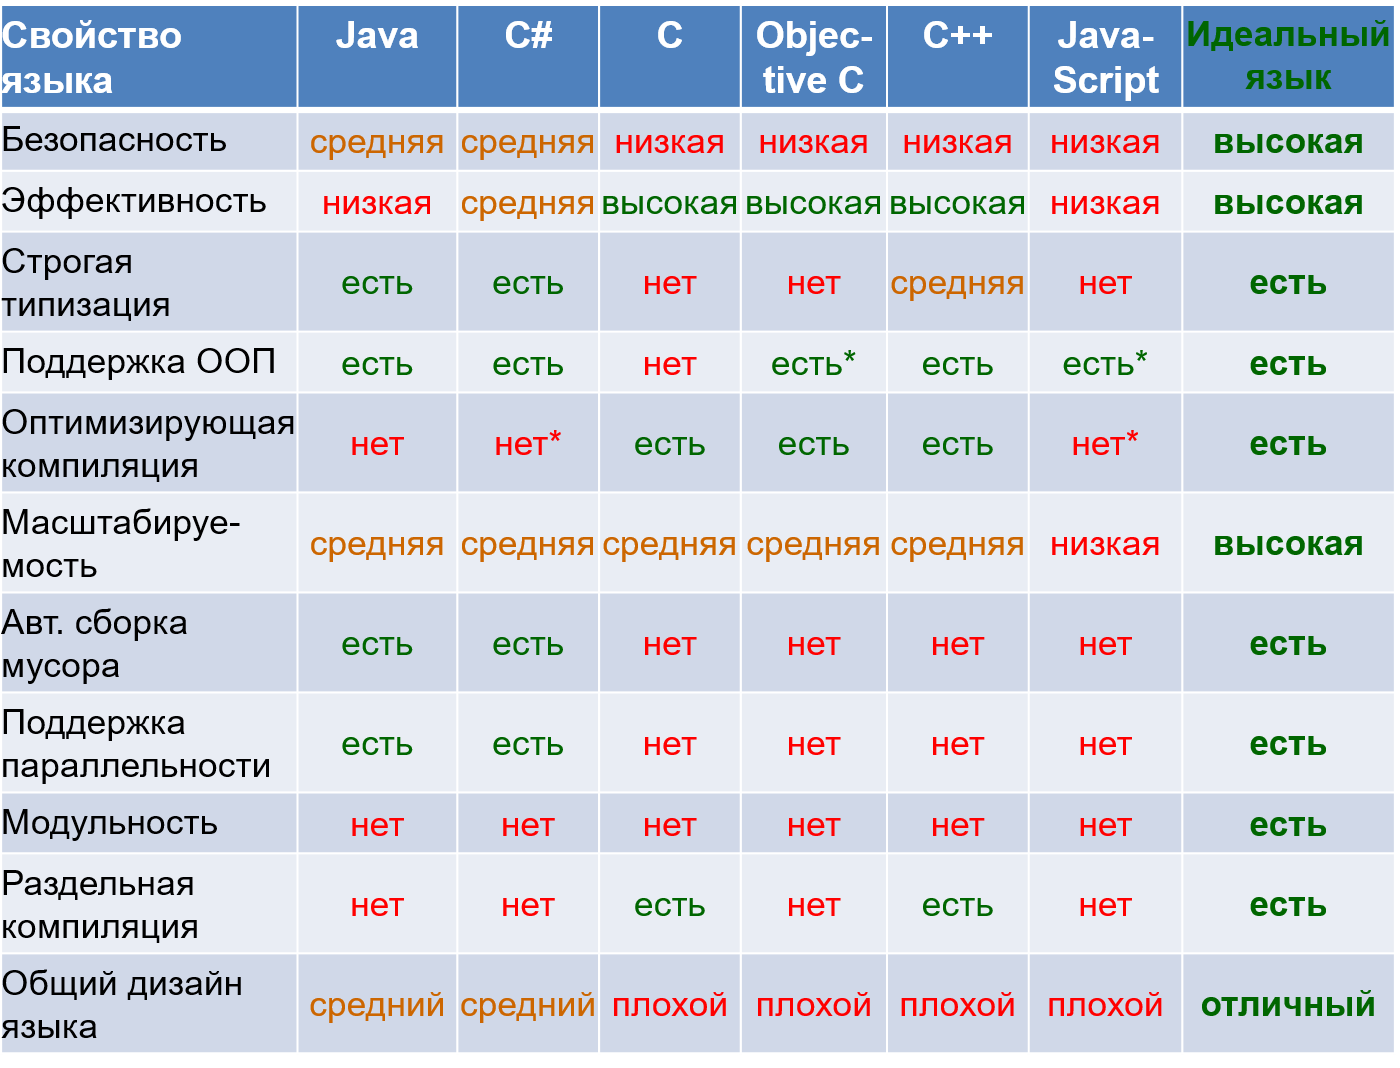 Свойство языка Java C# C Objec-tive C C++ Java-Script Идеальный язык
Безопасность средняя средняя низкая низкая низкая низкая высокая
Эффективность низкая средняя высокая высокая высокая низкая высокая
Строгая типизация есть есть нет нет средняя нет есть
Поддержка ООП есть есть нет есть* есть есть* есть
Оптимизирующая компиляция нет нет* есть есть есть нет* есть
Масштабируе-мость средняя средняя средняя средняя средняя низкая высокая
Авт. сборка мусора есть есть нет нет нет нет есть
Поддержка параллельности есть есть нет нет нет нет есть
Модульность нет нет нет нет нет нет есть
Раздельная компиляция нет нет есть нет есть нет есть
Общий дизайн языка средний средний плохой плохой плохой плохой отличный